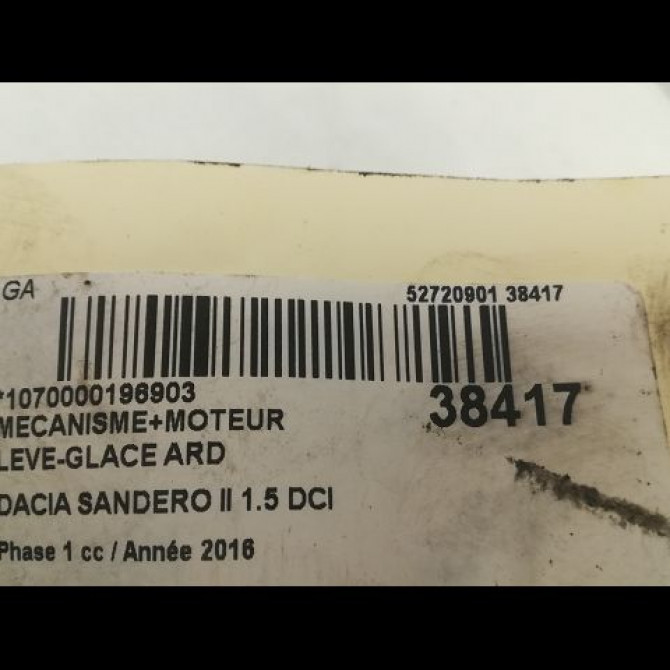 GA
52720901 38417
*1070000196903
38417
MECANISME+MOTEUR
LEVE-GLACE ARD
DACIA SANDERO II 1.5 DCI
Phase 1 cc / Année 2016